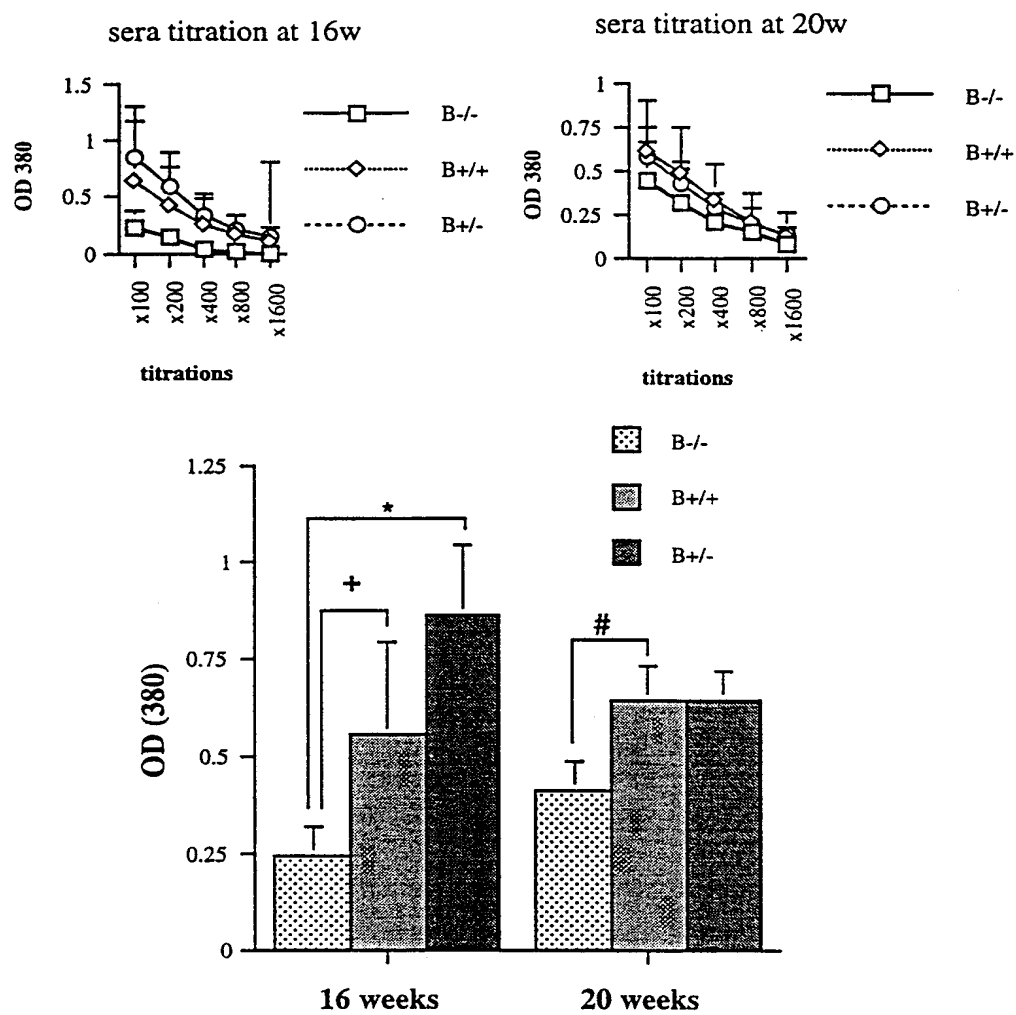 sera titration at 16w
1.5
1
0.5
0
OD 380
x100
x200
x400
x800
x1600
titrations
B-/-
B+/+
B+/-
sera titration at 20w
1
0.75
0.5
0.25
0
OD 380
x100
x200
x400
x800
x1600
titrations
B-/-
B+/+
B+/-
B-/-
B+/+
B+/-
1.25
1
0.75
0.5
0.25
0
OD (380)
*
+
#
16 weeks
20 weeks